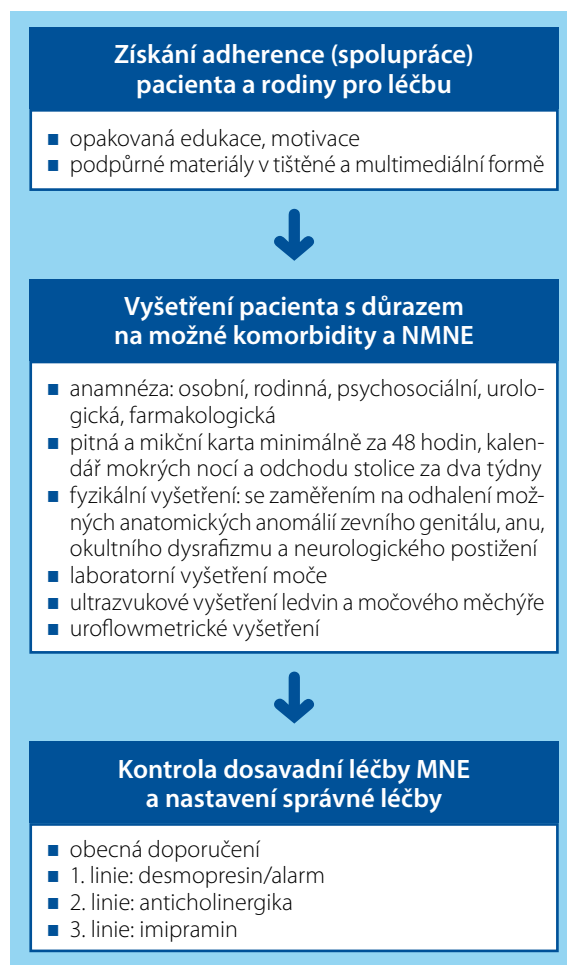 Získání adherence (spolupráce)
pacienta a rodiny pro léčbu
■ opakovaná edukace, motivace
■ podpůrné materiály v tištěné a multimediální formě
Vyšetření pacienta s důrazem
na možné komorbidity a NMNE
■ anamnéza: osobní, rodinná, psychosociální, urolo-
gická, farmakologická
■ pitná a mikční karta minimálně za 48 hodin, kalen-
dář mokrých nocí a odchodu stolice za dva týdny
■ fyzikální vyšetření: se zaměřením na odhalení mož-
ných anatomických anomálií zevního genitálu, anu,
okultního dysrafizmu a neurologického postižení
■ laboratorní vyšetření moče
■ ultrazvukové vyšetření ledvin a močového měchýře
■ uroflowmetrické vyšetření
Kontrola dosavadní léčby MNE
a nastavení správné léčby
■ obecná doporučení
■ 1. linie: desmopresin/alarm
■ 2. linie: anticholinergika
■ 3. linie: imipramin